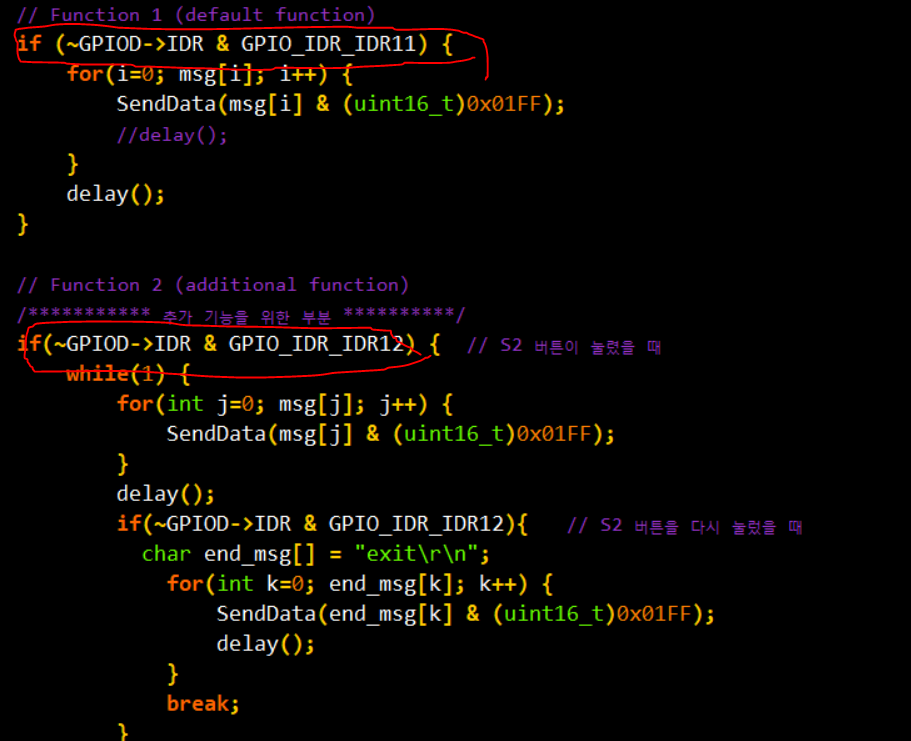 // Function 1 (default function)
if (~GPIOD->IDR & GPIO_IDR_IDR11) {
for(i=0; msg[i]; i++) {
SendData(msg[i] & (uint16_t)0x01FF);
//delay();
}
delay();
}
// Function 2 (additional function)
/*********** 추가 기능을 위한 부분 **********/
if(~GPIOD->IDR & GPIO_IDR_IDR12) { // S2 버튼이 눌렸을 때
while(1) {
for(int j=0; msg[j]; j++) {
SendData(msg[j] & (uint16_t)0x01FF);
}
delay();
if(~GPIOD->IDR & GPIO_IDR_IDR12){ // S2 버튼을 다시 눌렀을 때
char end_msg[] = "exit\r\n";
for(int k=0; end_msg[k]; k++) {
SendData(end_msg[k] & (uint16_t)0x01FF);
delay();
}
break;
}